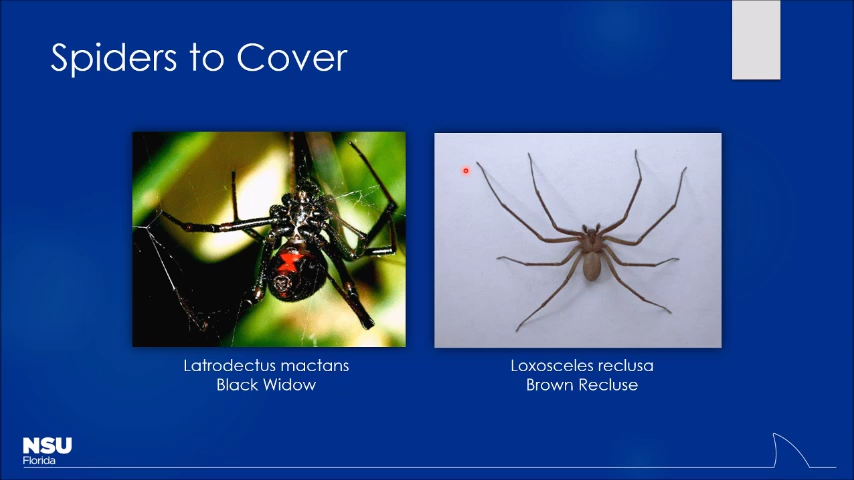 Spiders to Cover
Latrodectus mactans
Black Widow
Loxosceles reclusa
Brown Recluse
NSU
Florida